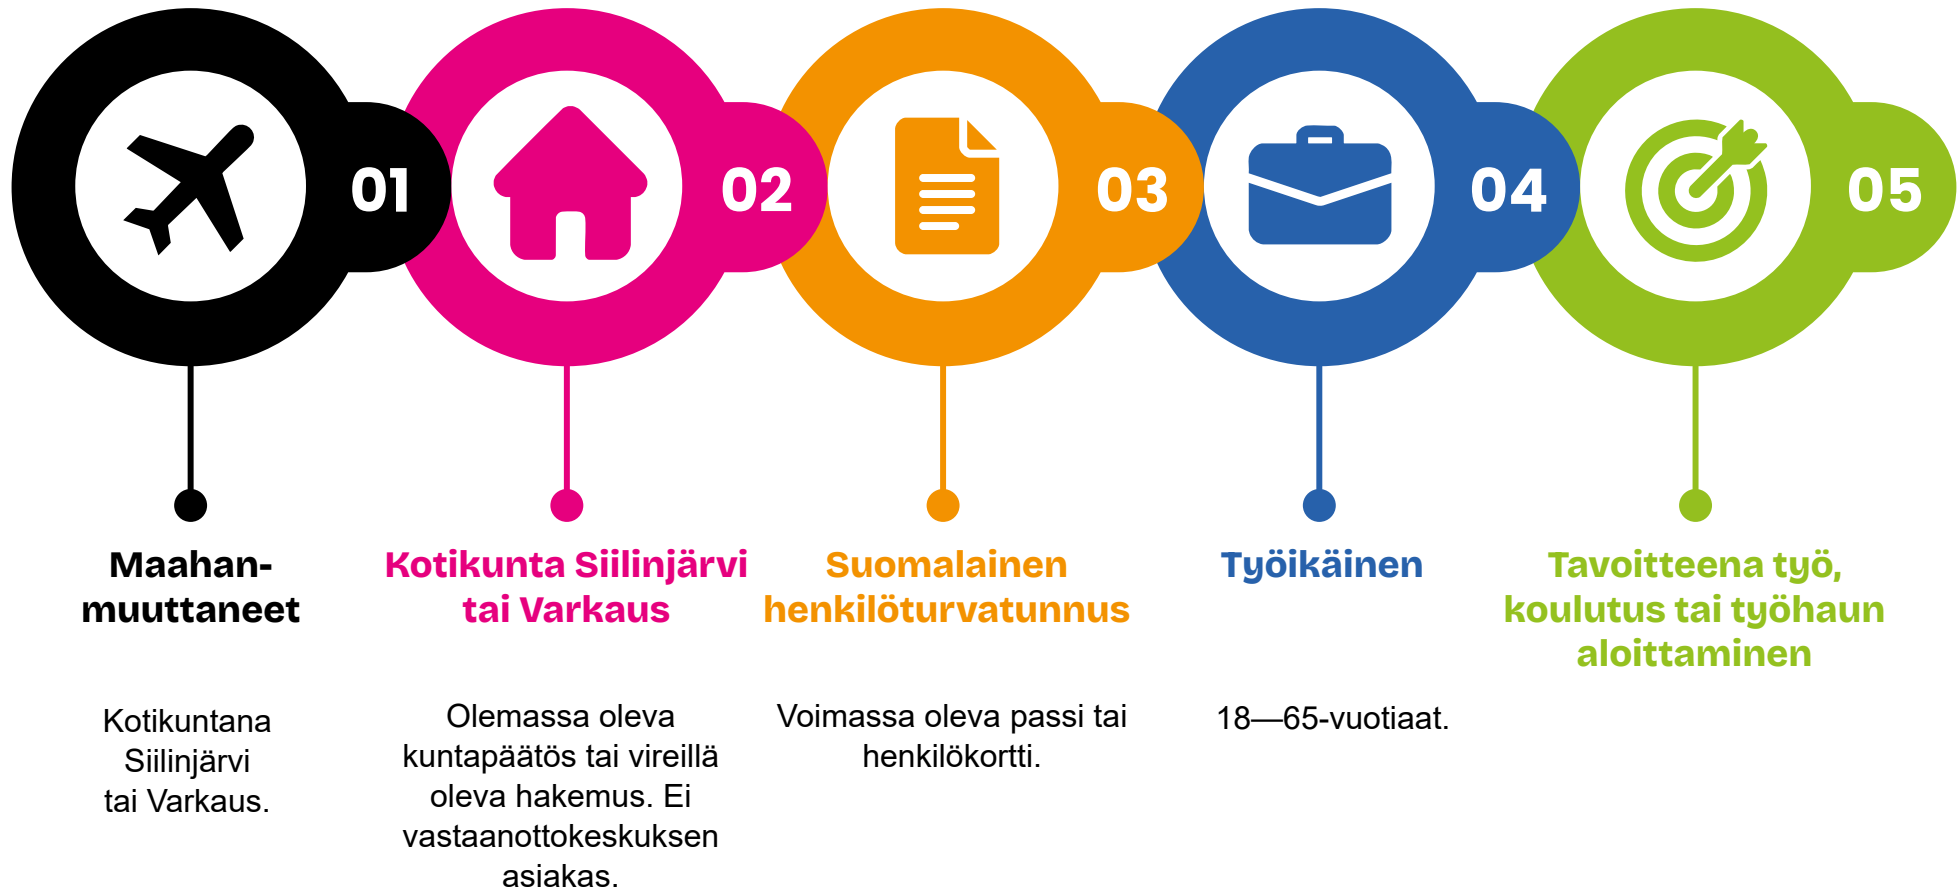 01
02
03
04
05
Maahan-
muuttaneet
Kotikuntana
Siilinjärvi
tai Varkaus.
Kotikunta Siilinjärvi
tai Varkaus
Olemassa oleva
kuntapäätös tai vireillä
oleva hakemus. Ei
vastaanottokeskuksen
asiakas.
Suomalainen
henkilöturvatunnus
Voimassa oleva passi tai
henkilökortti.
Työikäinen
18—65-vuotiaat.
Tavoitteena työ,
koulutus tai työhaun
aloittaminen